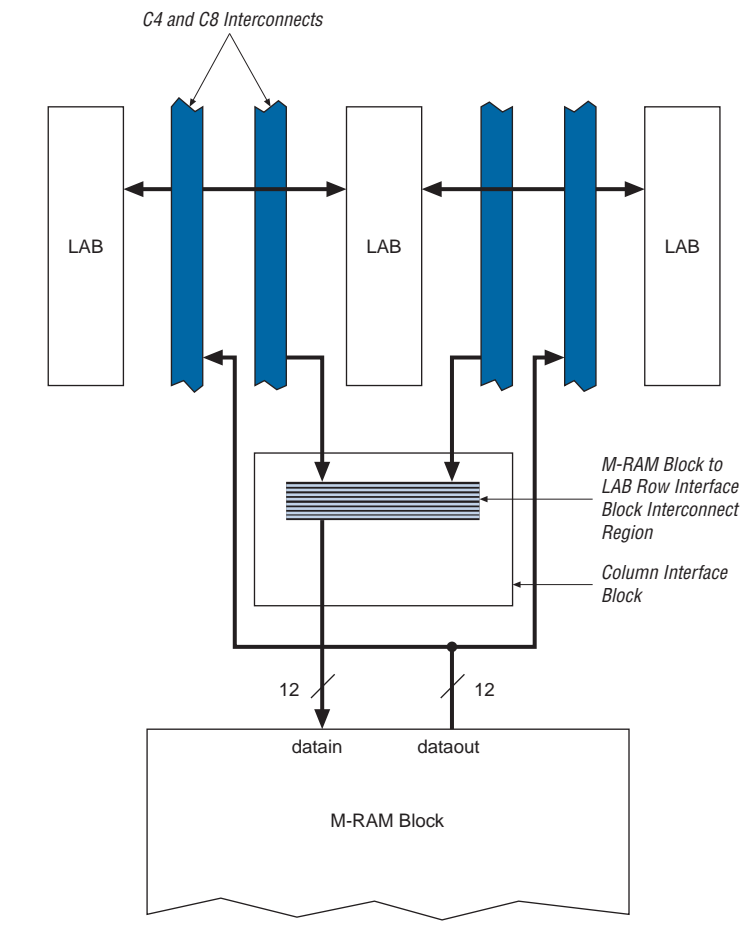 C4 and C8 Interconnects
LAB
LAB
LAB
M-RAM Block to
LAB Row Interface
Block Interconnect
Region
Column Interface
Block
12
12
datain
dataout
M-RAM Block